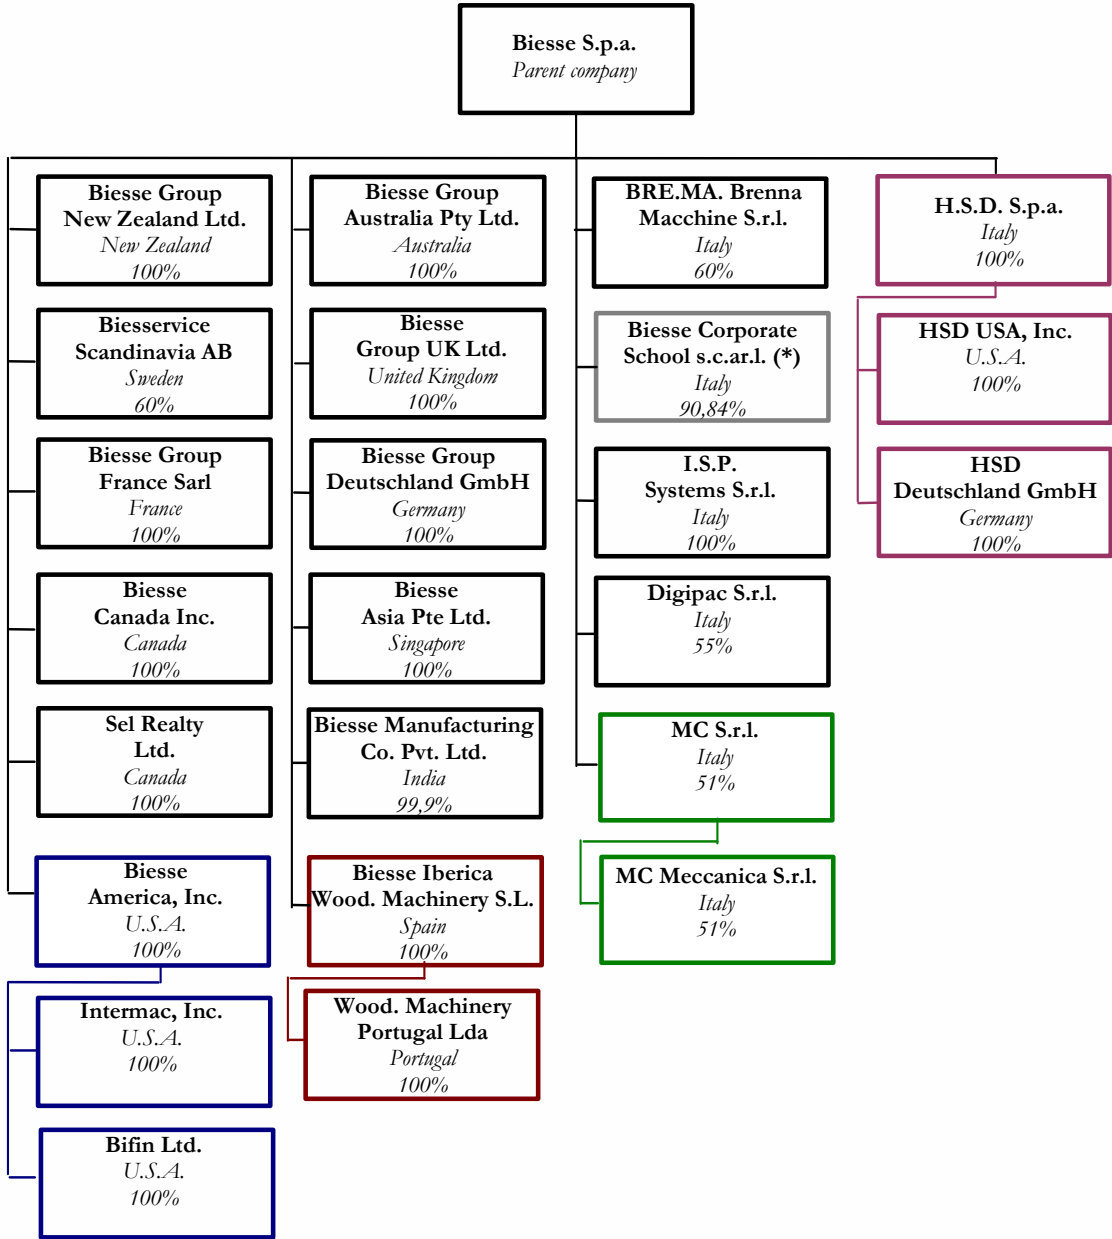 Biesse S.p.a.
Parent company
Biesse Group
New Zealand Ltd.
New Zealand
100%
Biesse Group
Australia Pty Ltd.
Australia
100%
BRE.MA. Brenna
Macchine S.r.l.
Italy
60%
H.S.D. S.p.a.
Italy
100%
Biesservice
Scandinavia AB
Sweden
60%
Biesse
Group UK Ltd.
United Kingdom
100%
Biesse Corporate
School s.c.ar.l. (*)
Italy
90,84%
HSD USA, Inc.
U.S.A.
100%
Biesse Group
France Sarl
France
100%
Biesse Group
Deutschland GmbH
Germany
100%
I.S.P.
Systems S.r.l.
Italy
100%
HSD
Deutschland GmbH
Germany
100%
Biesse
Canada Inc.
Canada
100%
Biesse
Asia Pte Ltd.
Singapore
100%
Digipac S.r.l.
Italy
55%
Sel Realty
Ltd.
Canada
100%
Biesse Manufacturing
Co. Pvt. Ltd.
India
99,9%
MC S.r.l.
Italy
51%
Biesse
America, Inc.
U.S.A.
100%
Biesse Iberica
Wood. Machinery S.L.
Spain
100%
MC Meccanica S.r.l.
Italy
51%
Intermac, Inc.
U.S.A.
100%
Wood. Machinery
Portugal Lda
Portugal
100%
Bifin Ltd.
U.S.A.
100%